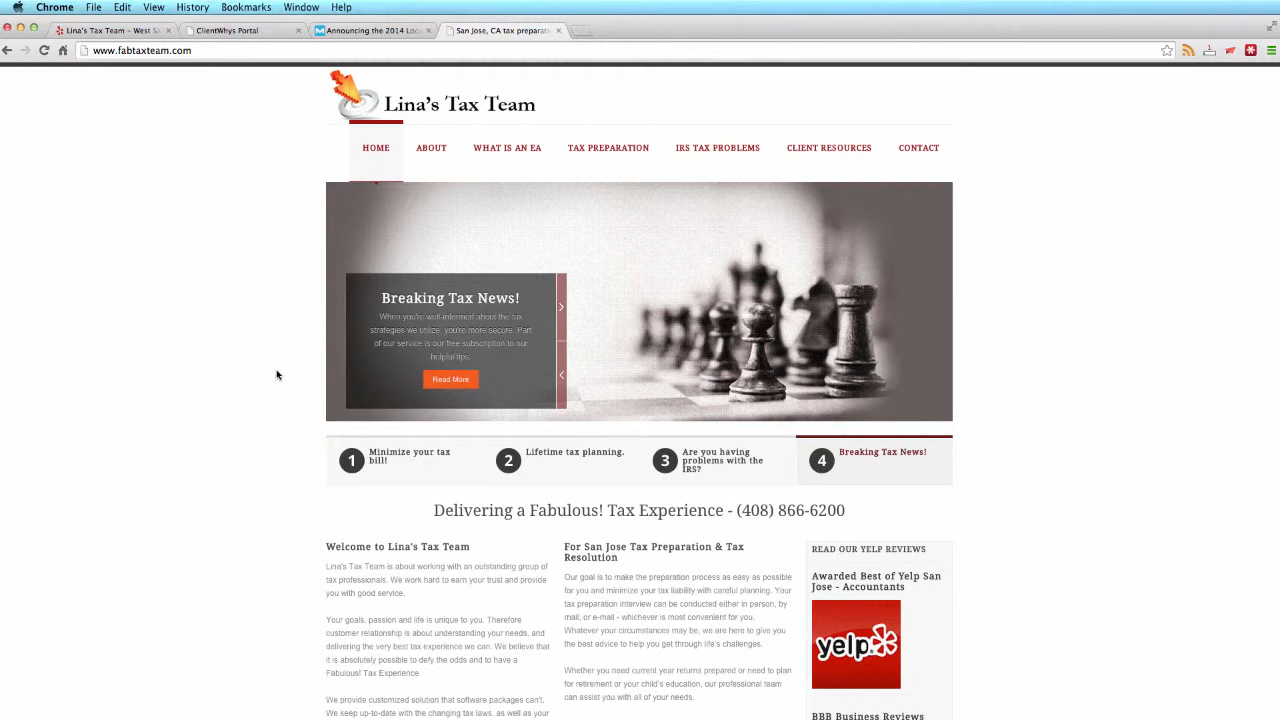 Chrome File Edit View History Bookmarks Window Help
Lina's Tax Team – West Sa
ClientWhys Portal
Announcing the 2014 Loca
San Jose, CA tax preparati
www.fabtaxteam.com
Lina's Tax Team
HOME ABOUT WHAT IS AN EA TAX PREPARATION IRS TAX PROBLEMS CLIENT RESOURCES CONTACT
Breaking Tax News!
When you're well-informed about the tax
strategies we utilize, you're more secure. Part
of our service is our free subscription to our
helpful tips.
Read More
1 Minimize your tax
bill!
2 Lifetime tax planning.
3 Are you having
problems with the
IRS?
4 Breaking Tax News!
Delivering a Fabulous! Tax Experience - (408) 866-6200
Welcome to Lina's Tax Team
Lina's Tax Team is about working with an outstanding group of
tax professionals. We work hard to earn your trust and provide
you with good service.
Your goals, passion and life is unique to you. Therefore
customer relationship is about understanding your needs, and
delivering the very best tax experience we can. We believe that
it is absolutely possible to defy the odds and to have a
Fabulous! Tax Experience
We provide customized solution that software packages can't.
We keep up-to-date with the changing tax laws, as well as your
For San Jose Tax Preparation & Tax
Resolution
Our goal is to make the preparation process as easy as possible
for you and minimize your tax liability with careful planning. Your
tax preparation interview can be conducted either in person, by
mail, or e-mail - whichever is most convenient for you.
Whatever your circumstances may be, we are here to give you
the best advice to help you get through life's challenges.
Whether you need current year returns prepared or need to plan
for retirement or your child's education, our professional team
can assist you with all of your needs.
READ OUR YELP REVIEWS
Awarded Best of Yelp San
Jose - Accountants
yelp
BBB Business Reviews